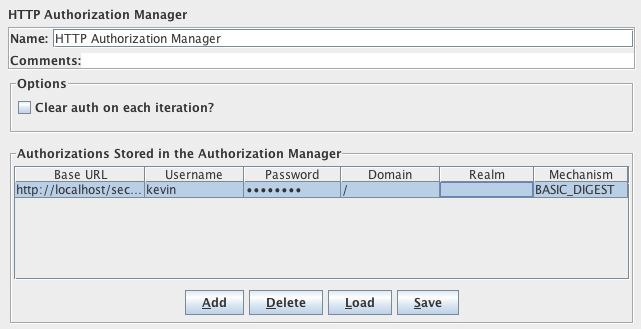 HTTP Authorization Manager
Name: HTTP Authorization Manager
Comments:
Options
Clear auth on each iteration?
Authorizations Stored in the Authorization Manager
Base URL Username Password Domain Realm Mechanism
http://localhost/sec... kevin •••••••• / BASIC_DIGEST
Add Delete Load Save